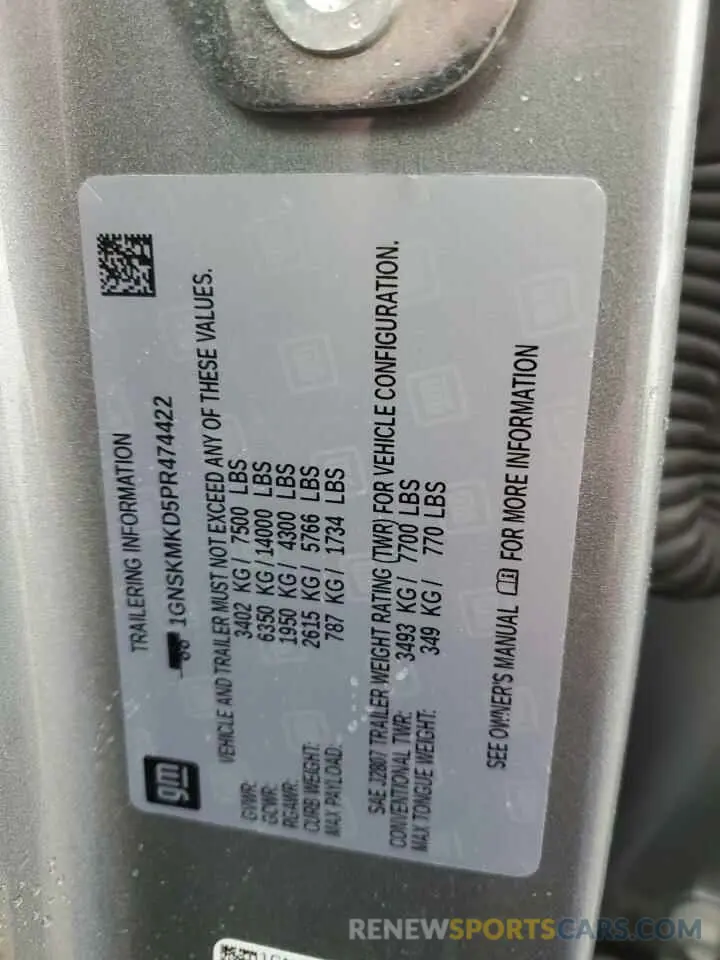 TRAILERING INFORMATION
1GNSKMKD5PR474422
gm
VEHICLE AND TRAILER MUST NOT EXCEED ANY OF THESE VALUES.
GVWR: 3402 KG/ 7500 LBS
GCWR: 6350 KG/14000 LBS
RGAWR: 1950 KG/ 4300 LBS
CURB WEIGHT: 2615 KG/ 5766 LBS
MAX PAYLOAD: 787 KG/ 1734 LBS
SAE J2807 TRAILER WEIGHT RATING (TWR) FOR VEHICLE CONFIGURATION.
CONVENTIONAL TWR: 3493 KG/ 7700 LBS
MAX TONGUE WEIGHT: 349 KG/ 770 LBS
SEE OWNER'S MANUAL FOR MORE INFORMATION
RENEWSPORTSCARS.COM